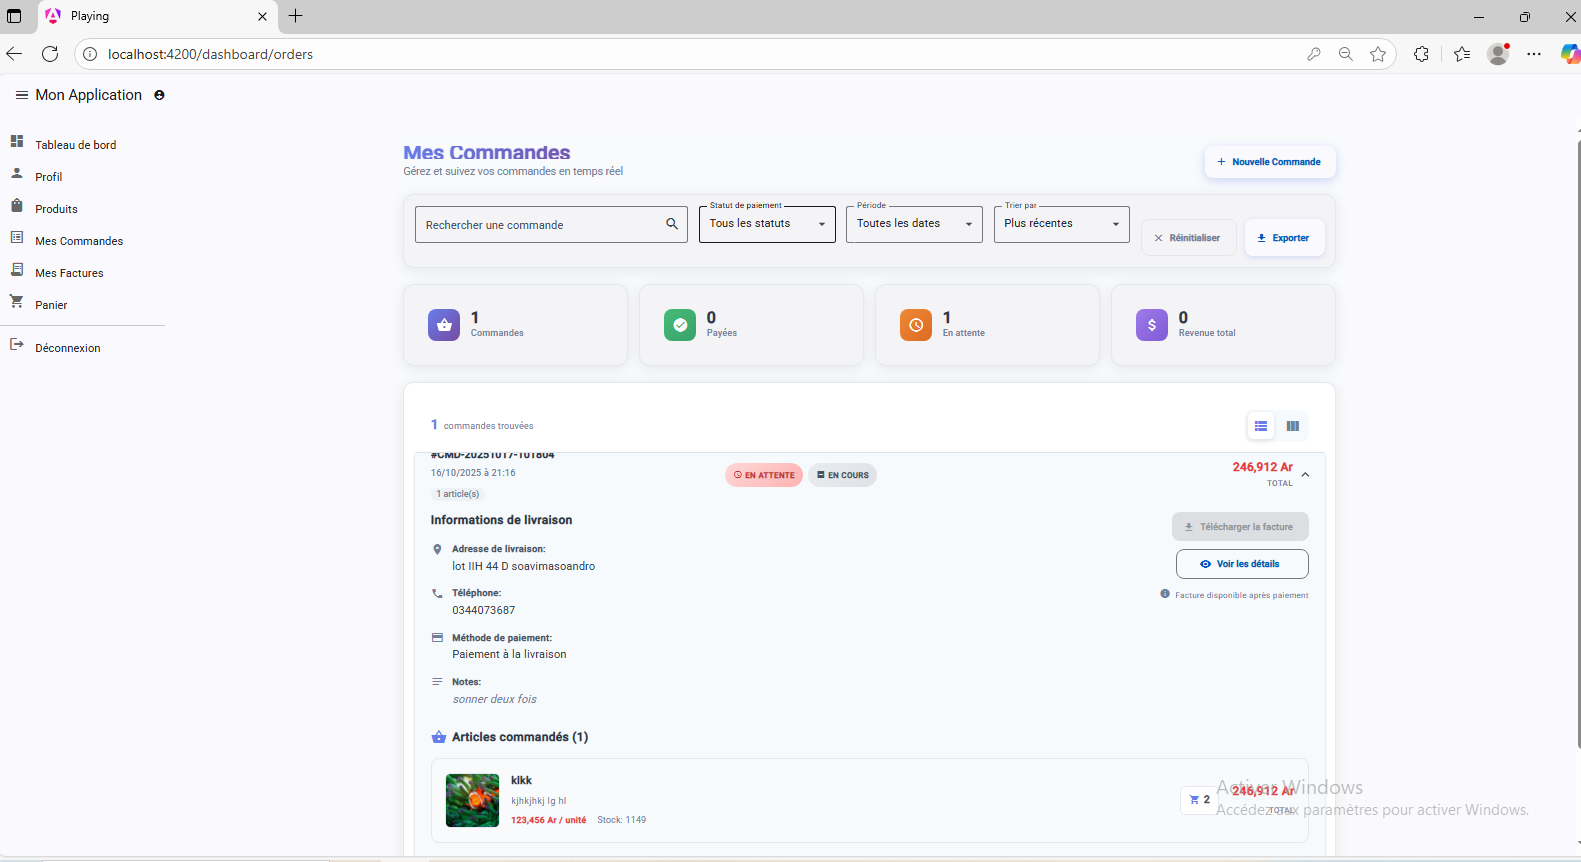 Playing
localhost:4200/dashboard/orders
Mon Application
Tableau de bord
Profil
Produits
Mes Commandes
Mes Factures
Panier
Déconnexion
Mes Commandes
Gérez et suivez vos commandes en temps réel
Nouvelle Commande
Rechercher une commande
Statut de paiement
Tous les statuts
Période
Toutes les dates
Trier par
Plus récentes
Réinitialiser
Exporter
1
Commandes
0
Payées
1
En attente
0
Revenue total
1 commandes trouvées
#CMD-20251017-101804
16/10/2025 à 21:16
1 article(s)
EN ATTENTE
EN COURS
246,912 Ar
TOTAL
Informations de livraison
Adresse de livraison:
lot IIH 44 D soavimasoandro
Téléphone:
0344073687
Méthode de paiement:
Paiement à la livraison
Notes:
sonner deux fois
Télécharger la facture
Voir les détails
Facture disponible après paiement
Articles commandés (1)
klkk
kjhkjhkj lg hl
123,456 Ar / unité Stock: 1149
2
246,912 Ar
TOTAL
Activer Windows
Accédez aux paramètres pour activer Windows.